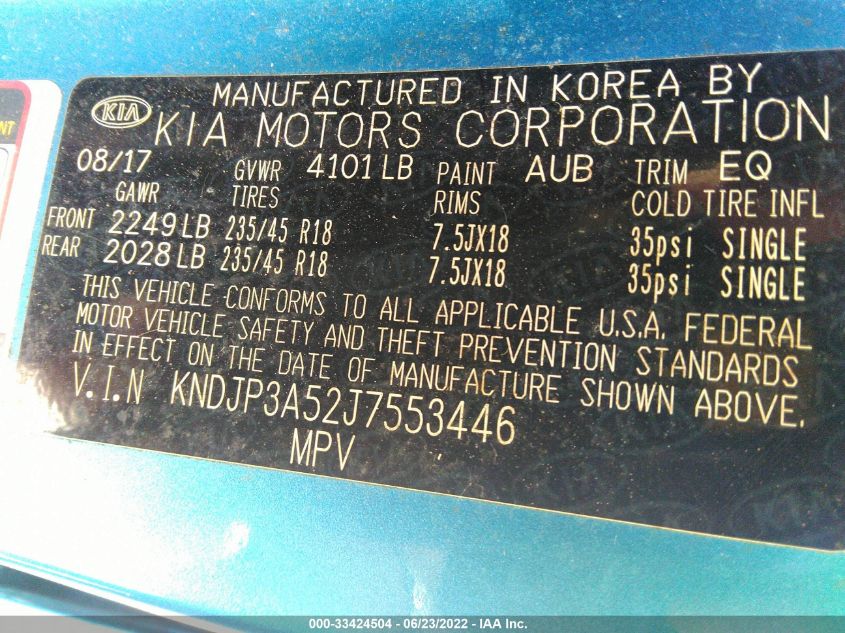 MANUFACTURED IN KOREA BY
KIA KIA MOTORS CORPORATION
08/17 GVWR 4101 LB PAINT AUB TRIM EQ
GAWR TIRES RIMS COLD TIRE INFL
FRONT 2249 LB 235/45 R18 7.5JX18 35psi SINGLE
REAR 2028 LB 235/45 R18 7.5JX18 35psi SINGLE
THIS VEHICLE CONFORMS TO ALL APPLICABLE U.S.A. FEDERAL
MOTOR VEHICLE SAFETY AND THEFT PREVENTION STANDARDS
IN EFFECT ON THE DATE OF MANUFACTURE SHOWN ABOVE.
V.I.N KNDJP3A52J7553446
MPV
000-33424504 - 06/23/2022 - IAA Inc.